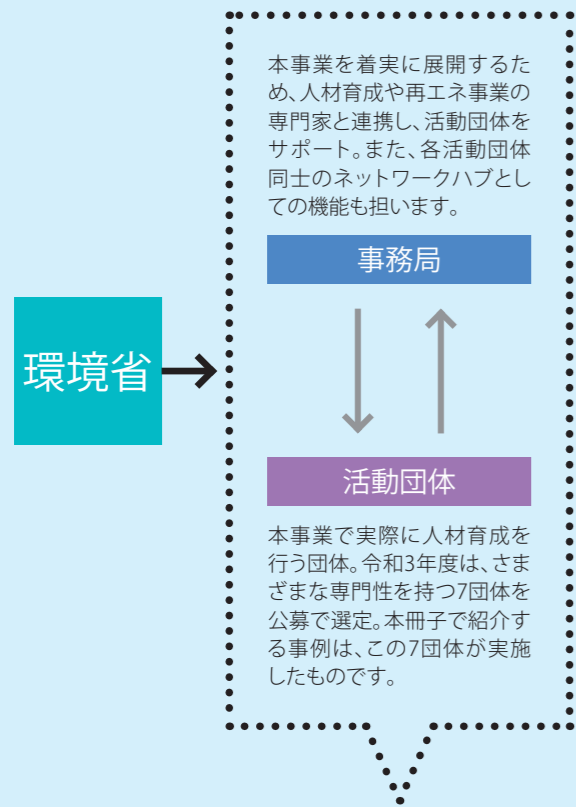 本事業を着実に展開するた
め、人材育成や再エネ事業の
専門家と連携し、活動団体を
サポート。また、各活動団体
同士のネットワークハブとし
ての機能も担います。
事務局
環境省
活動団体
本事業で実際に人材育成を
行う団体。令和3年度は、さま
ざまな専門性を持つ7団体を
公募で選定。本冊子で紹介す
る事例は、この7団体が実施
したものです。